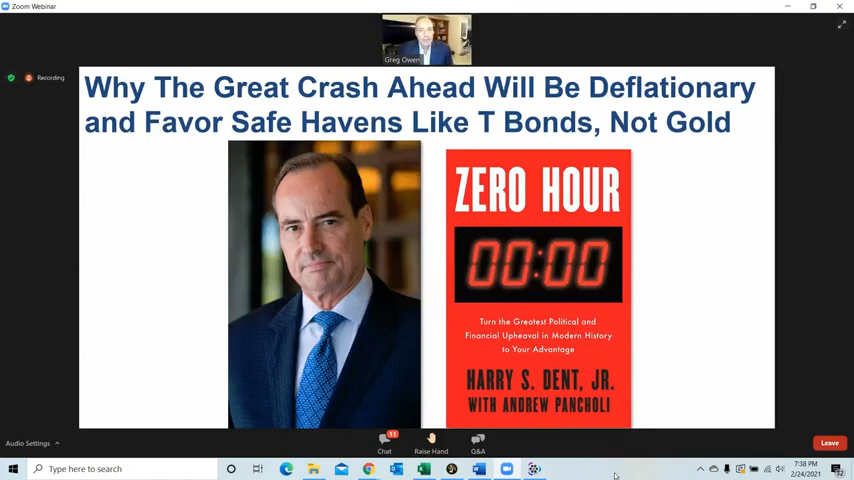 Zoom Webinar
Greg Owen
Recording
Why The Great Crash Ahead Will Be Deflationary
and Favor Safe Havens Like T Bonds, Not Gold
ZERO HOUR
00:00
Turn the Greatest Political and
Financial Upheaval in Modern History
to Your Advantage
HARRY S. DENT, JR.
WITH ANDREW PANCHOLI
Audio Settings
11
Chat
Raise Hand
Q&A
Leave
Type here to search
7:38 PM
2/24/2021
32